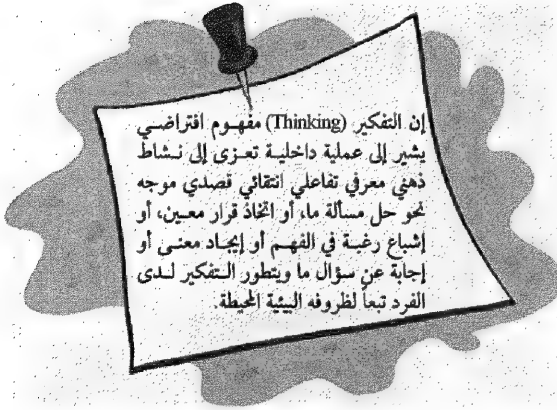 إن التفكير (Thinking) مفهوم افتراضي
يشير إلى عملية داخلية تعزى إلى نشاط
ذهني معرفي تفاعلي انتقائي قصدي موجه
نحو حل مسألة ما، أو اتخاذ قرار معين، أو
إشباع رغبة في الفهم أو إيجاد معنى أو
إجابة عن سؤال ما ويتطور التفكير لدى
الفرد تبعاً لظروفه البيئية المحيطة.